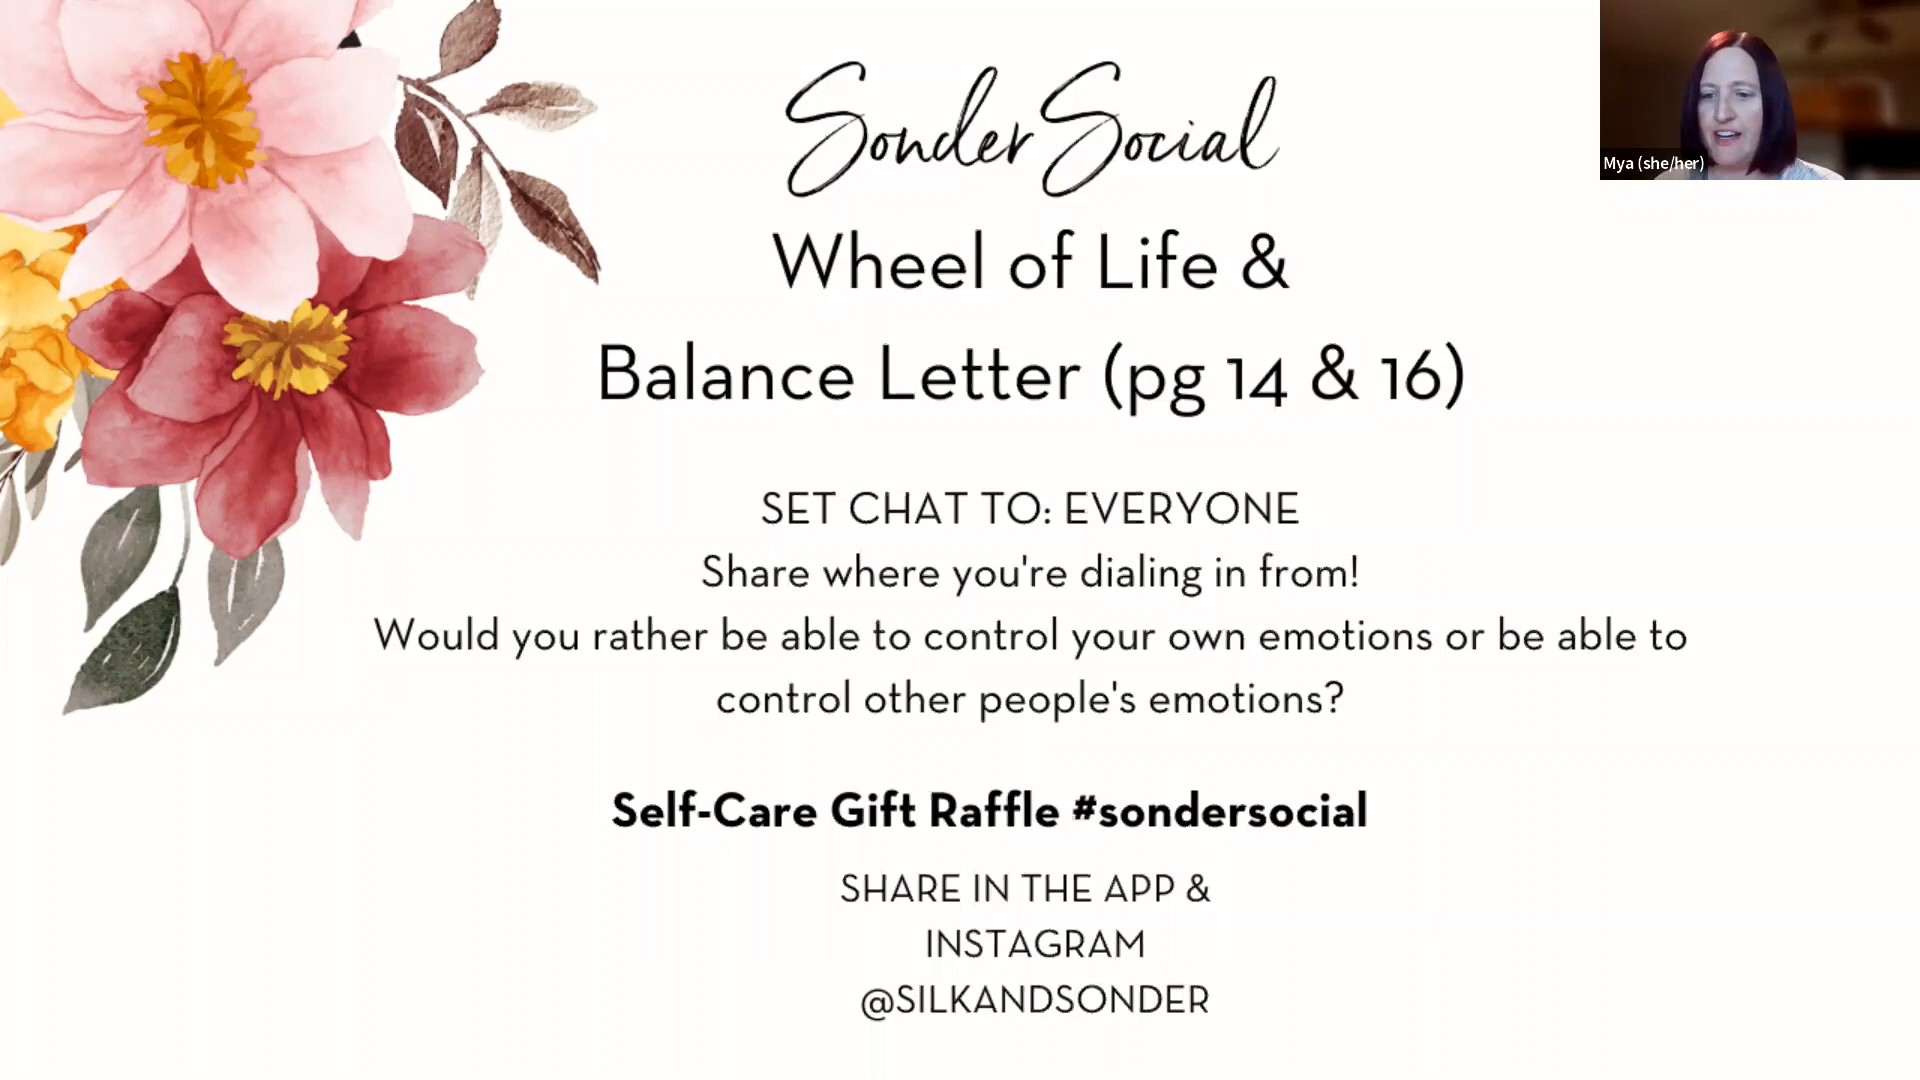 Sonder Social
Wheel of Life &
Balance Letter (pg 14 & 16)
SET CHAT TO: EVERYONE
Share where you're dialing in from!
Would you rather be able to control your own emotions or be able to
control other people's emotions?
Self-Care Gift Raffle #sondersocial
SHARE IN THE APP &
INSTAGRAM
@SILKANDSONDER
Mya (she/her)